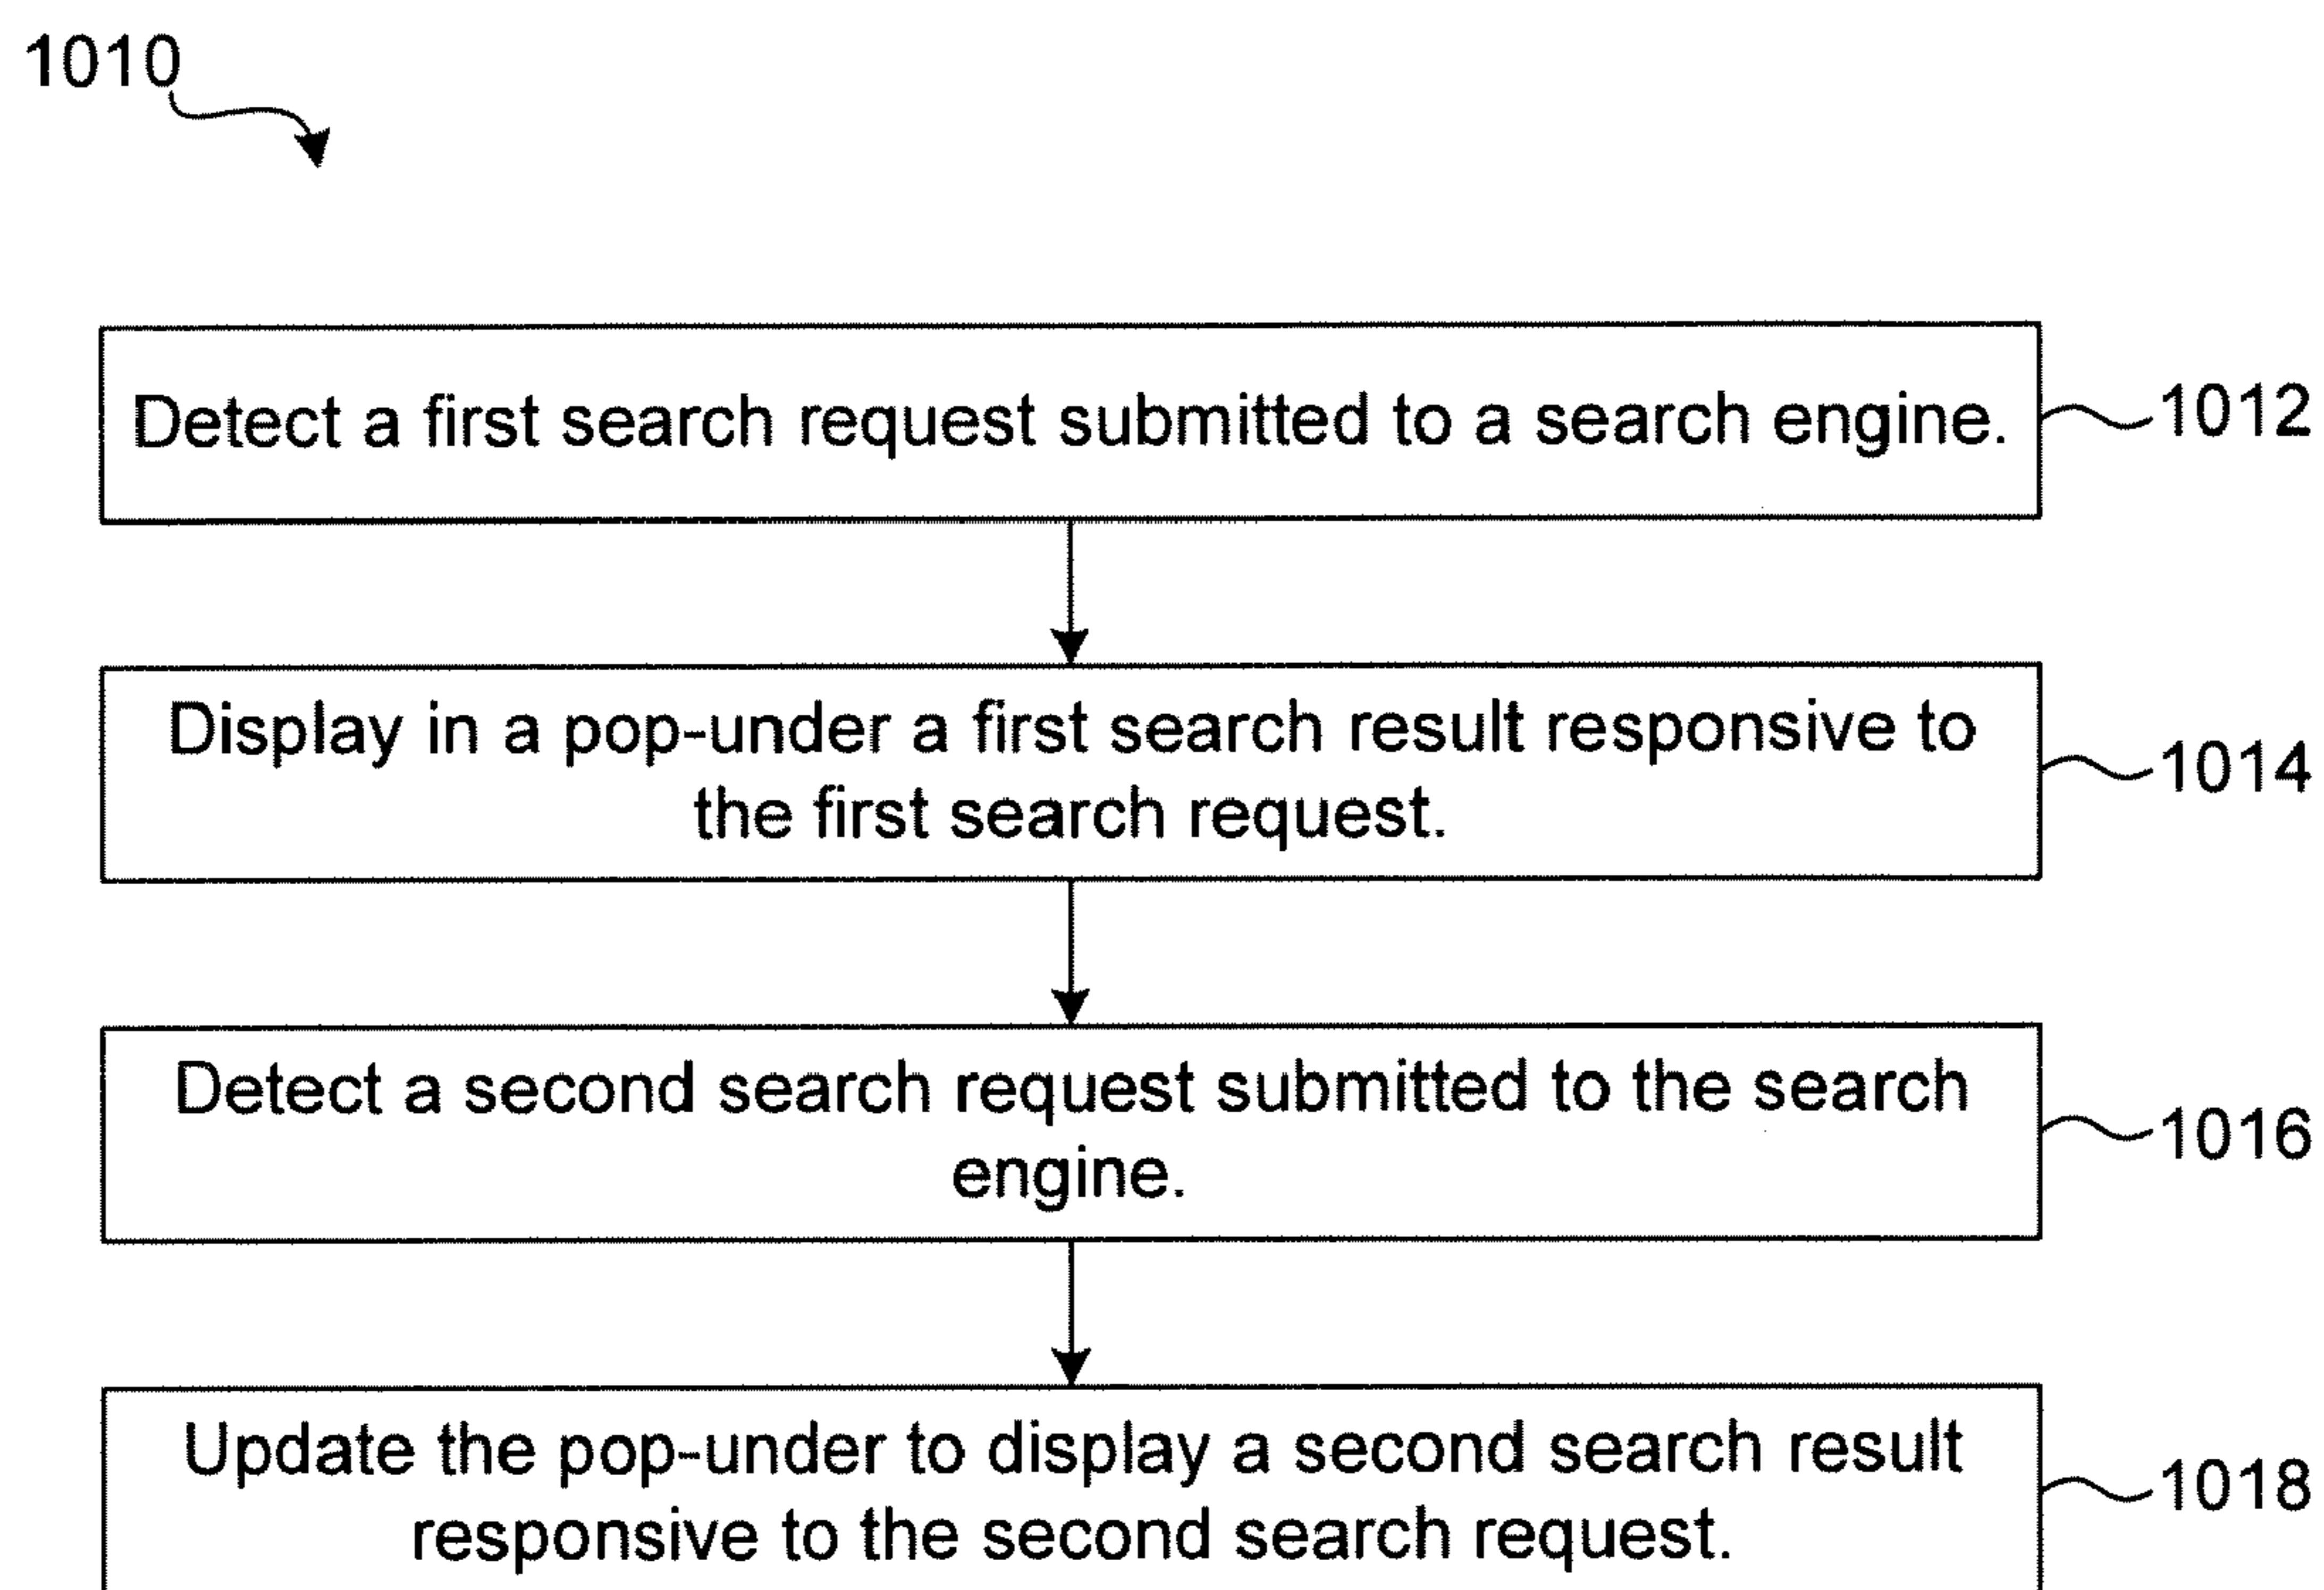 1010
Detect a first search request submitted to a search engine.
1012
Display in a pop-under a first search result responsive to
the first search request.
1014
Detect a second search request submitted to the search
engine.
1016
Update the pop-under to display a second search result
responsive to the second search request.
1018